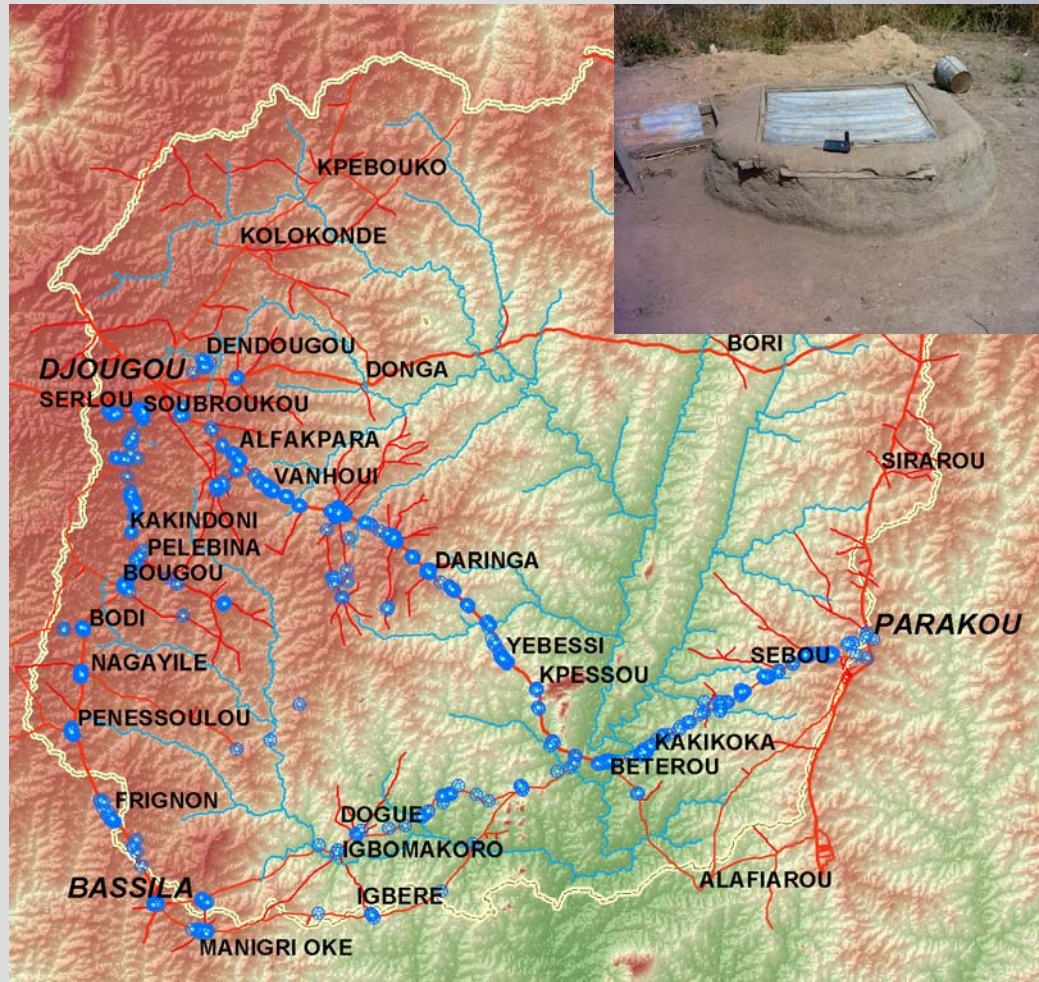 KPEBOUKO
KOLOKONDE
BORI
DENDOUGOU
DJOUGOU
DONGA
SERLOU
SOUBROUKOU
ALFAKPARA
SIRAROU
VANHOUI
KAKINDONI
PELEBINA
DARINGA
BOUGOU
BODI
PARAKOU
YEBESSI
SEBOU
NAGAYILE
KPESSOU
PENESSOULOU
KAKIKOKA
BETEROU
FRIGNON
DOGUE
IGBOMAKORO
ALAFIAROU
BASSILA
IGBERE
MANIGRI OKE